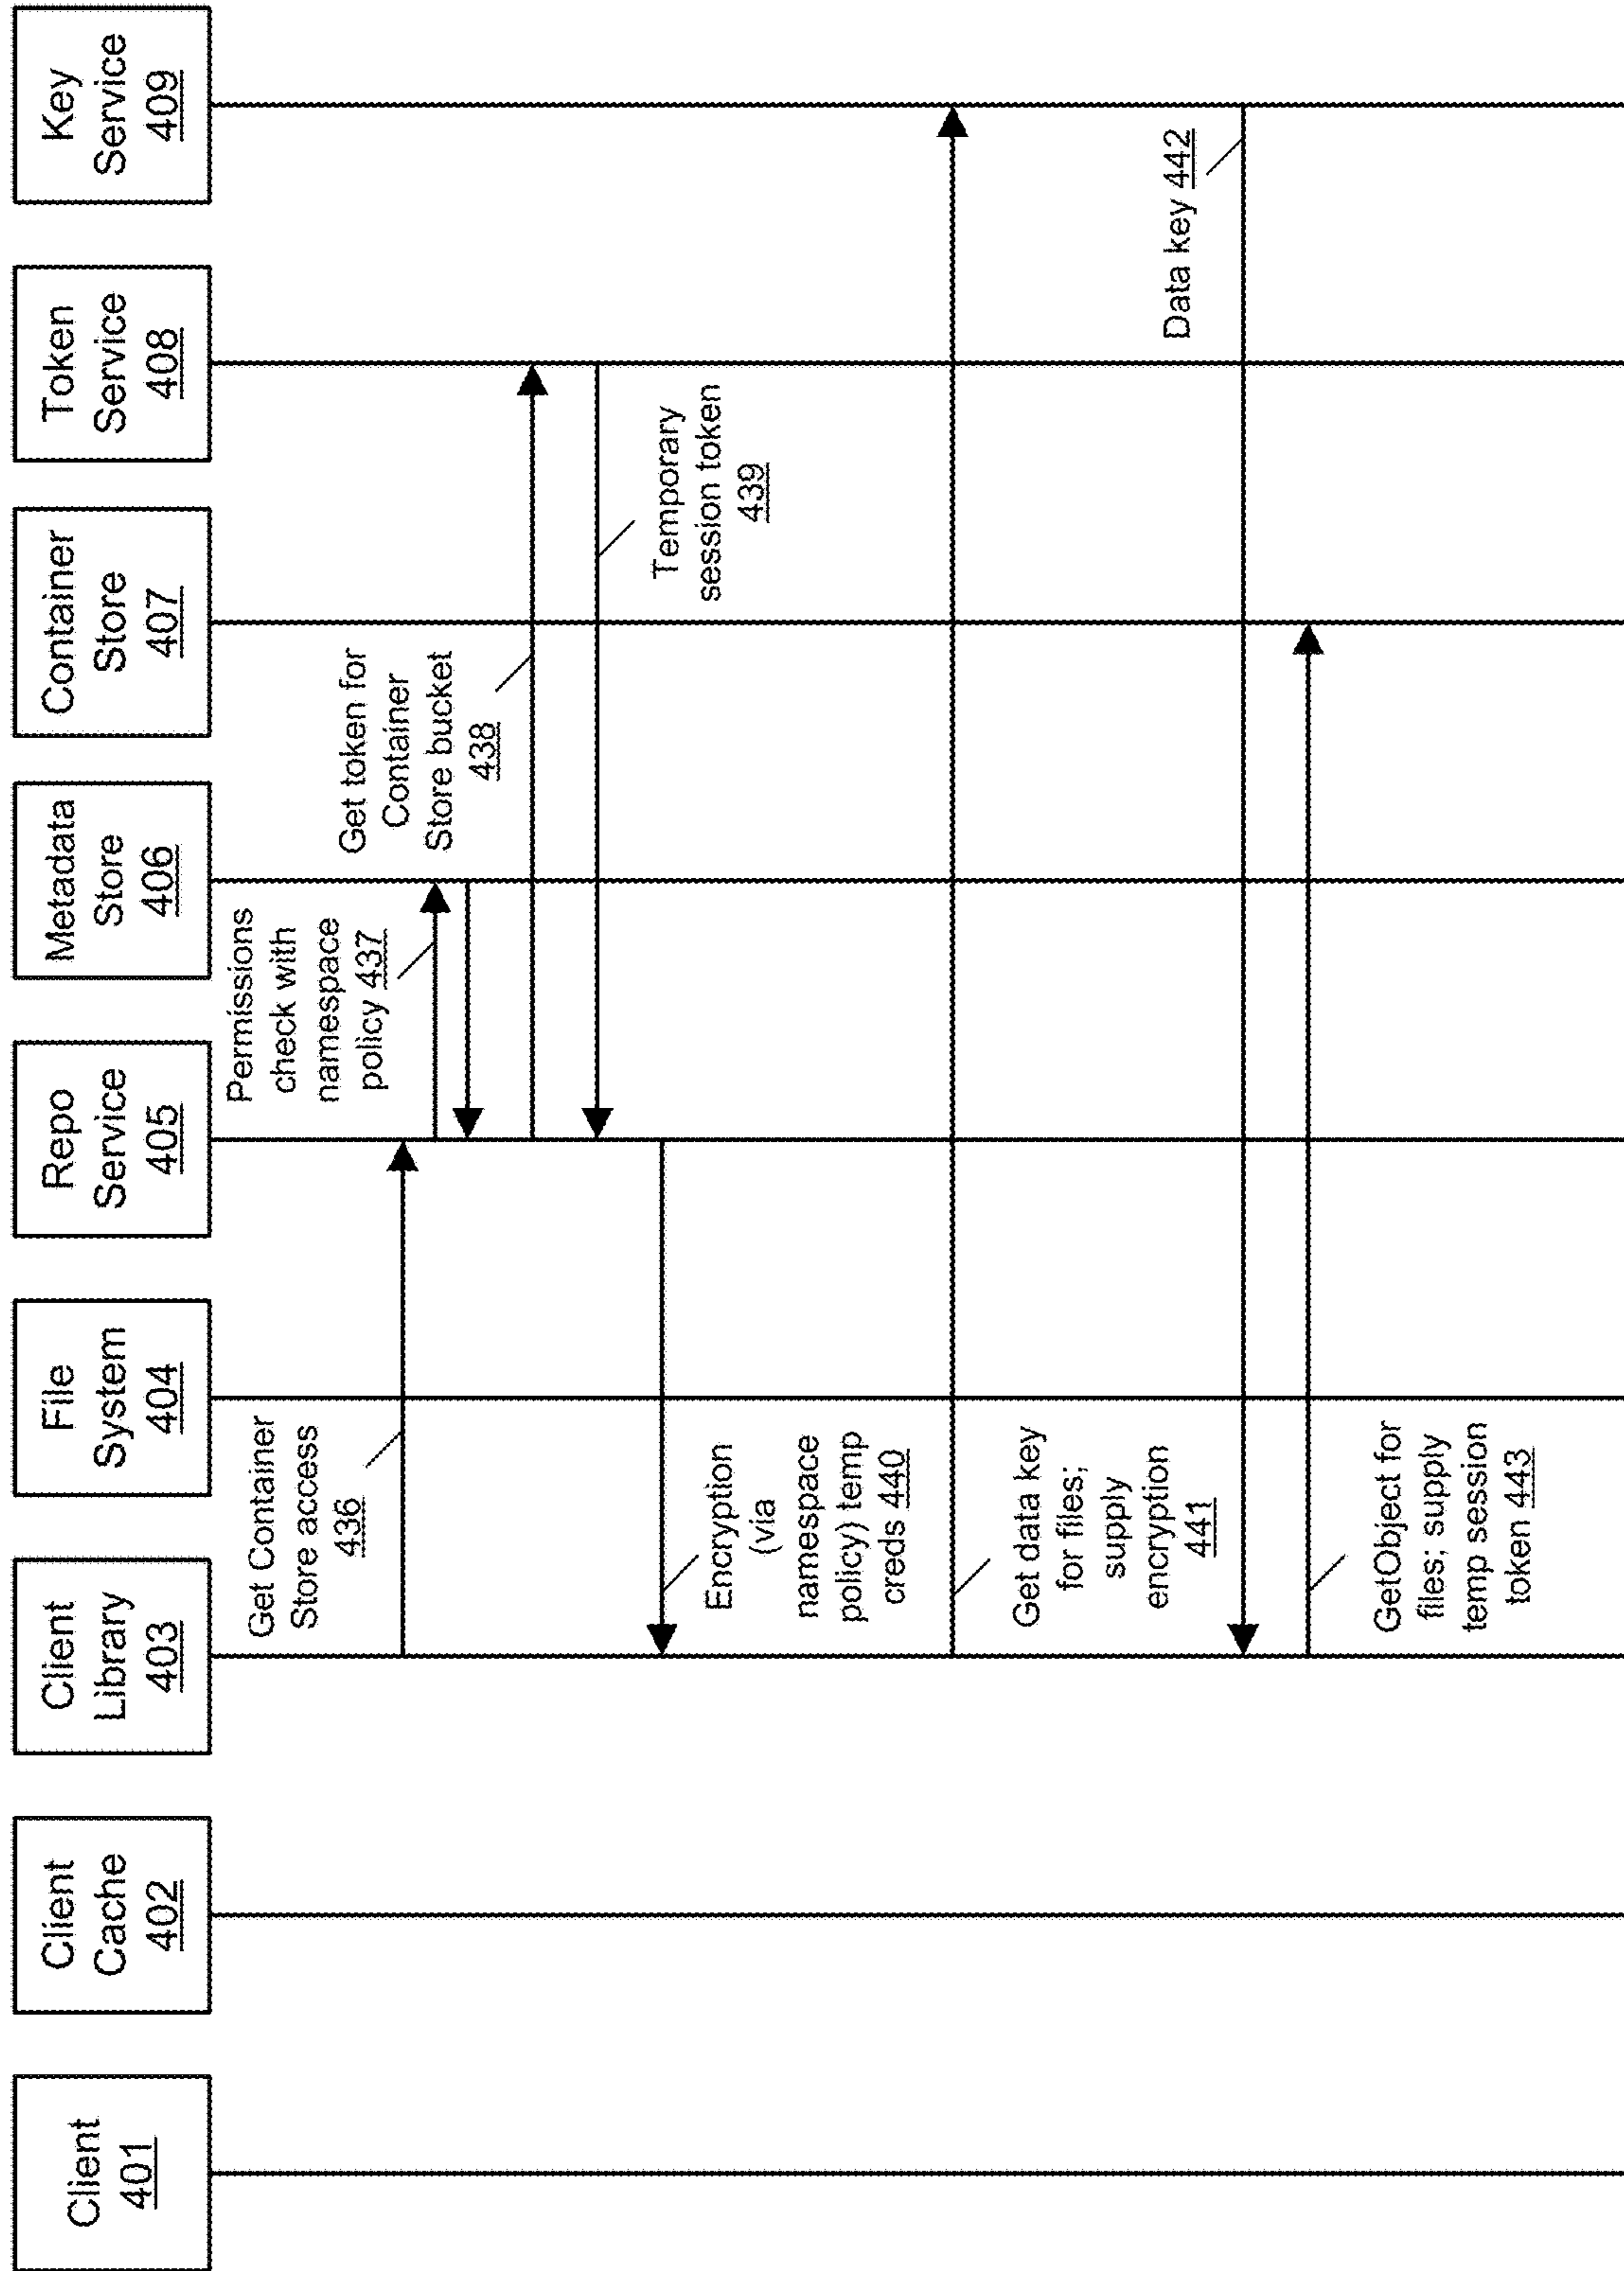 Client
401
Client
Cache
402
Client
Library
403
File
System
404
Repo
Service
405
Metadata
Store
406
Container
Store
407
Token
Service
408
Key
Service
409
Get Container
Store access
436
Permissions
check with
namespace
policy 437
Get token for
Container
Store bucket
438
Temporary
session token
439
Encryption
(via
namespace
policy) temp
creds 440
Get data key
for files;
supply
encryption
441
Data key 442
GetObject for
files; supply
temp session
token 443